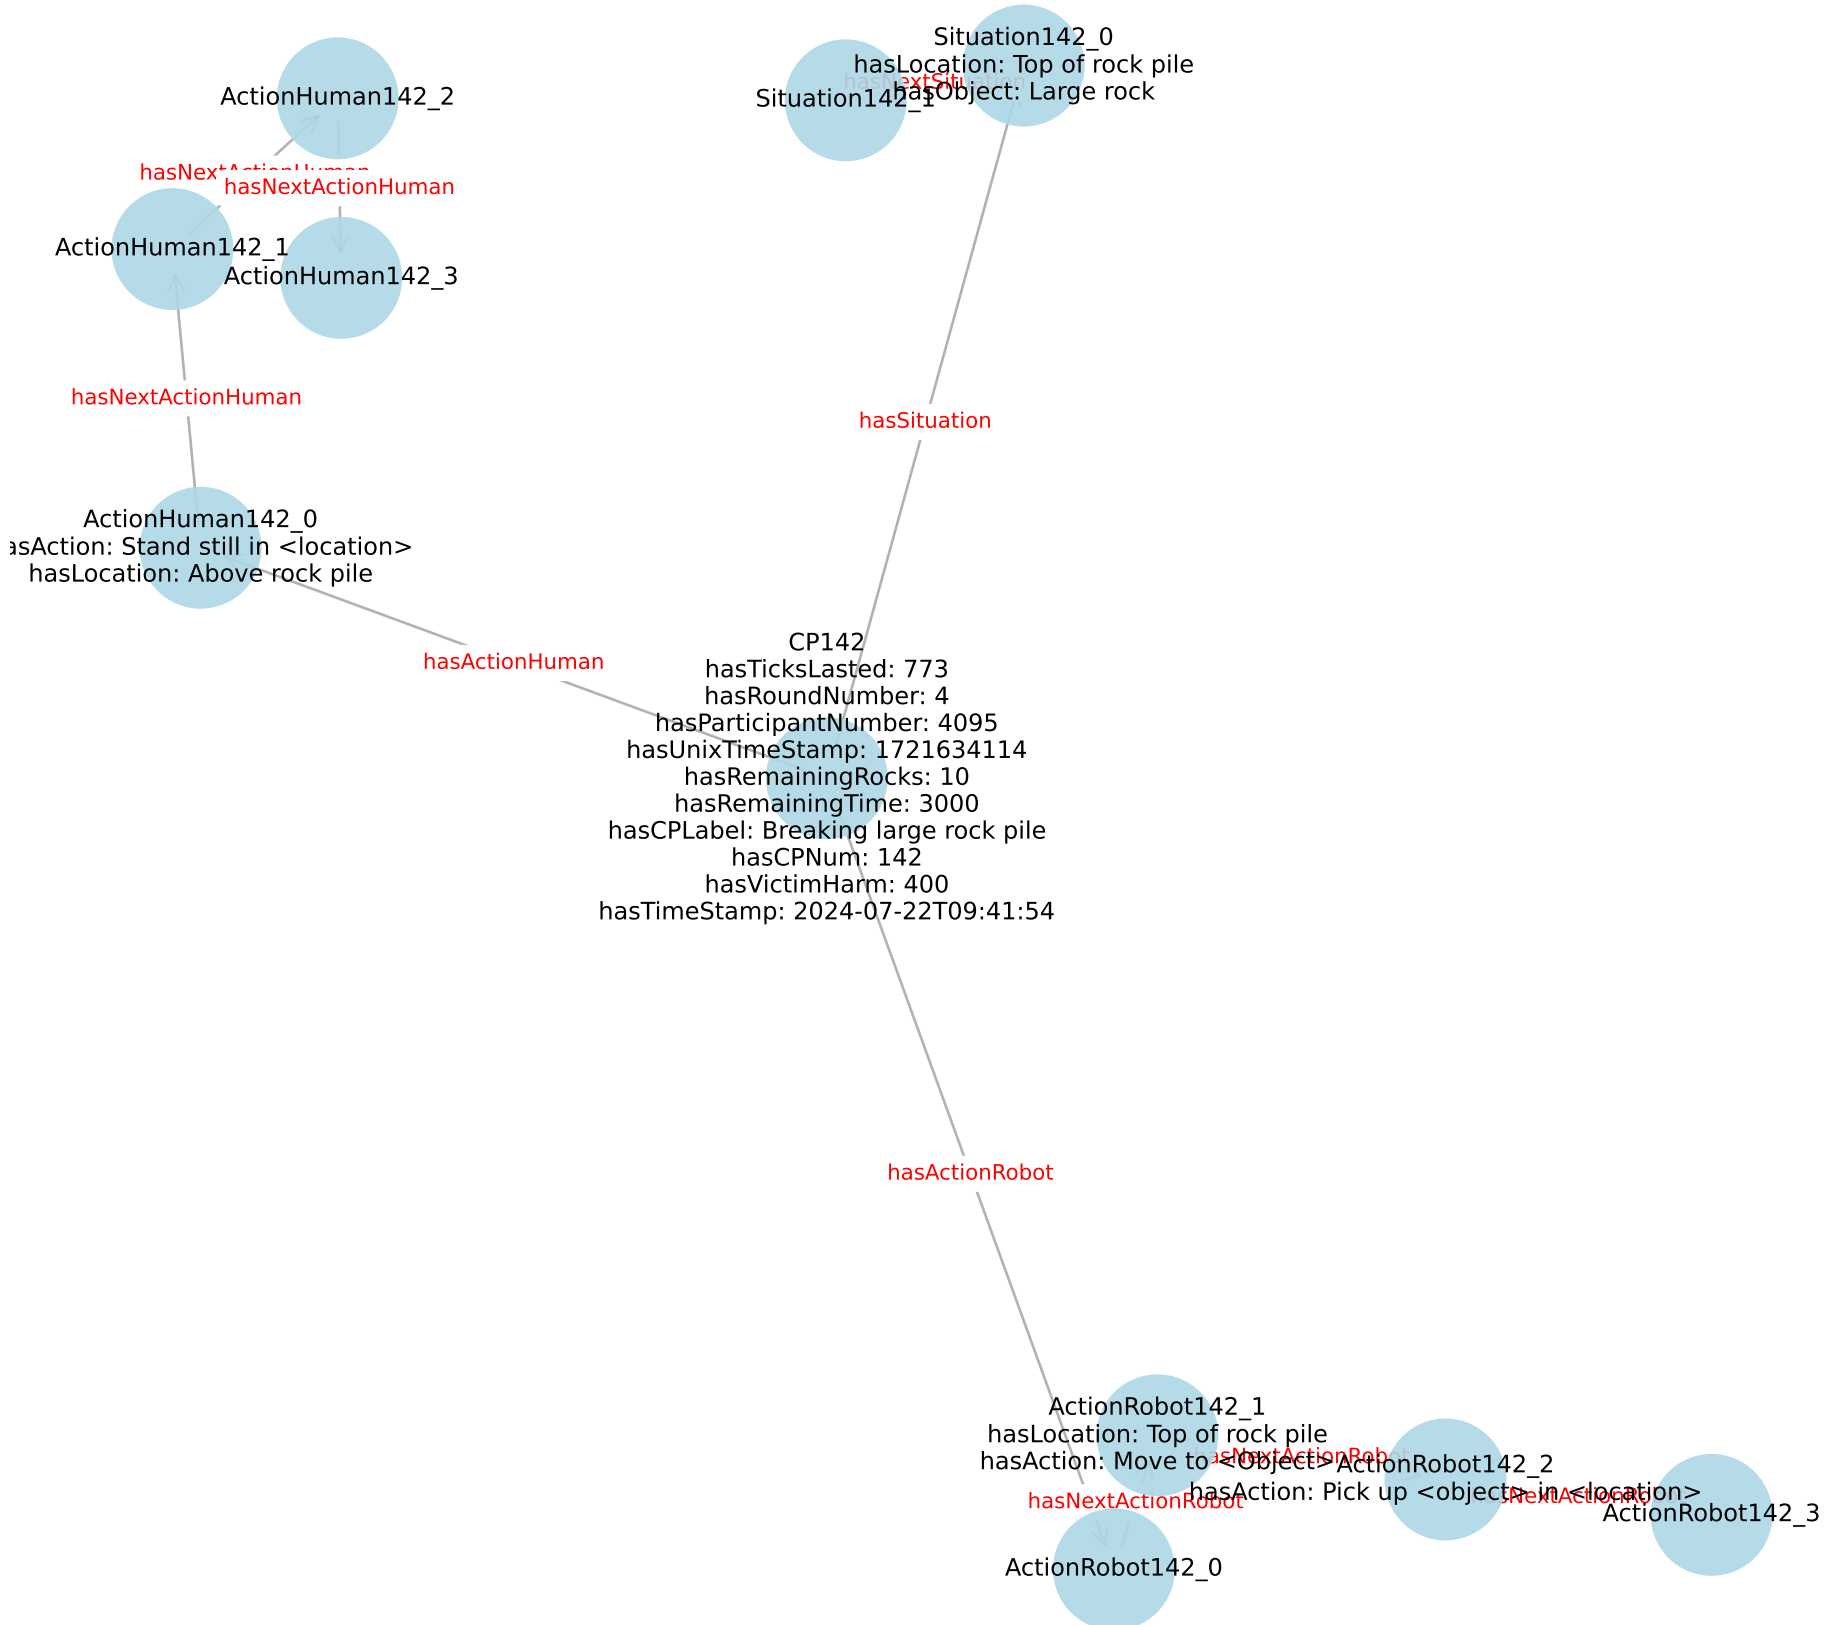 Situation142_0
hasLocation: Top of rock pile
hasObject: Large rock
hasNextSituation
Situation142_1
ActionHuman142_2
hasNextActionHuman
hasNextActionHuman
ActionHuman142_1
ActionHuman142_3
hasNextActionHuman
hasSituation
ActionHuman142_0
asAction: Stand still in <location>
hasLocation: Above rock pile
hasActionHuman
CP142
hasTicksLasted: 773
hasRoundNumber: 4
hasParticipantNumber: 4095
hasUnixTimeStamp: 1721634114
hasRemainingRocks: 10
hasRemainingTime: 3000
hasCPLabel: Breaking large rock pile
hasCPNum: 142
hasVictimHarm: 400
hasTimeStamp: 2024-07-22T09:41:54
hasActionRobot
ActionRobot142_1
hasLocation: Top of rock pile
hasAction: Move to <Object>
hasNextActionRobot
ActionRobot142_2
hasAction: Pick up <object> in <location>
hasNextActionRobot
hasNextActionRobot
ActionRobot142_3
ActionRobot142_0